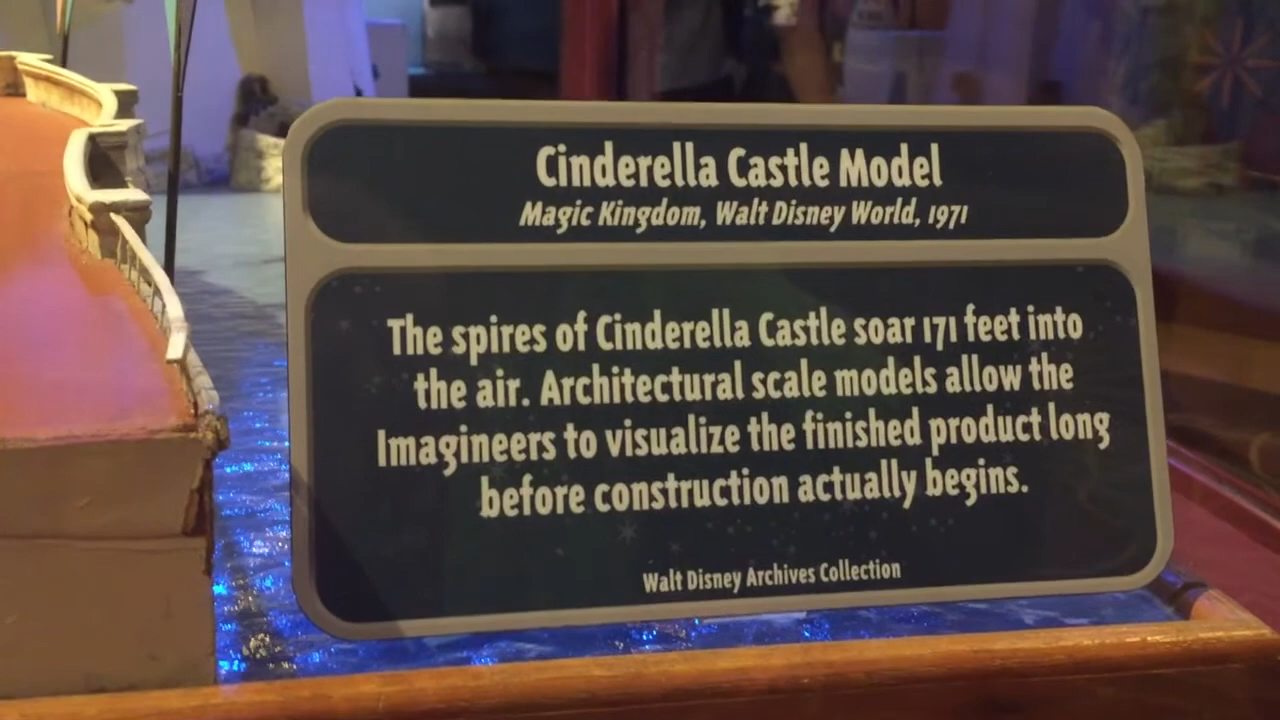 Cinderella Castle Model
Magic Kingdom, Walt Disney World, 1971
The spires of Cinderella Castle soar 171 feet into
the air. Architectural scale models allow the
Imagineers to visualize the finished product long
before construction actually begins.
Walt Disney Archives Collection